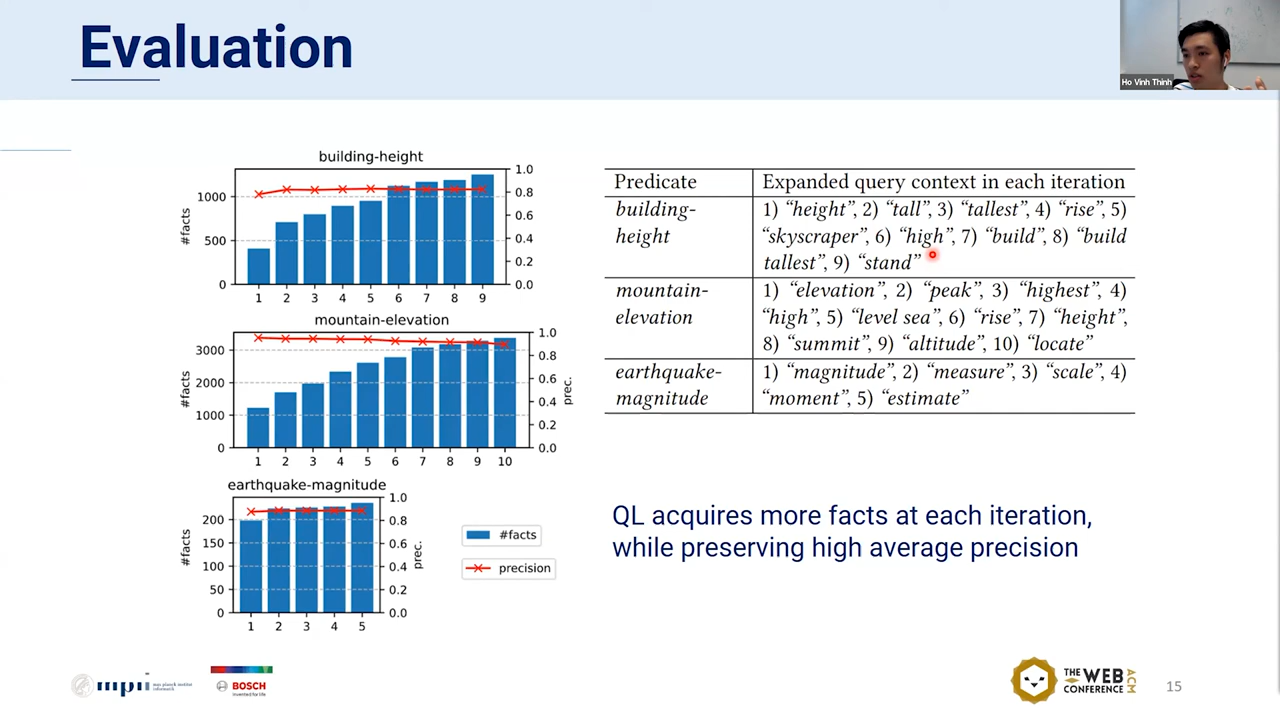 Evaluation
Ho Vinh Thinh
building-height
#facts
1000
500
0
1.0
0.8
0.6
0.4
0.2
0.0
1 2 3 4 5 6 7 8 9
mountain-elevation
#facts
3000
2000
1000
0
1.0
0.8
0.6
0.4
0.2
0.0
prec.
1 2 3 4 5 6 7 8 9 10
earthquake-magnitude
#facts
200
150
100
50
0
1.0
0.8
0.6
0.4
0.2
0.0
prec.
1 2 3 4 5
#facts
precision
Predicate Expanded query context in each iteration
building- 1) “height”, 2) “tall”, 3) “tallest”, 4) “rise”, 5)
height “skyscraper”, 6) “high”, 7) “build”, 8) “build
tallest”, 9) “stand”
mountain- 1) “elevation”, 2) “peak”, 3) “highest”, 4)
elevation “high”, 5) “level sea”, 6) “rise”, 7) “height”,
8) “summit”, 9) “altitude”, 10) “locate”
earthquake- 1) “magnitude”, 2) “measure”, 3) “scale”, 4)
magnitude “moment”, 5) “estimate”
QL acquires more facts at each iteration,
while preserving high average precision
mpii max planck institut
informatik
BOSCH
Invented for life
THE WEB
CONFERENCE
ACM
15